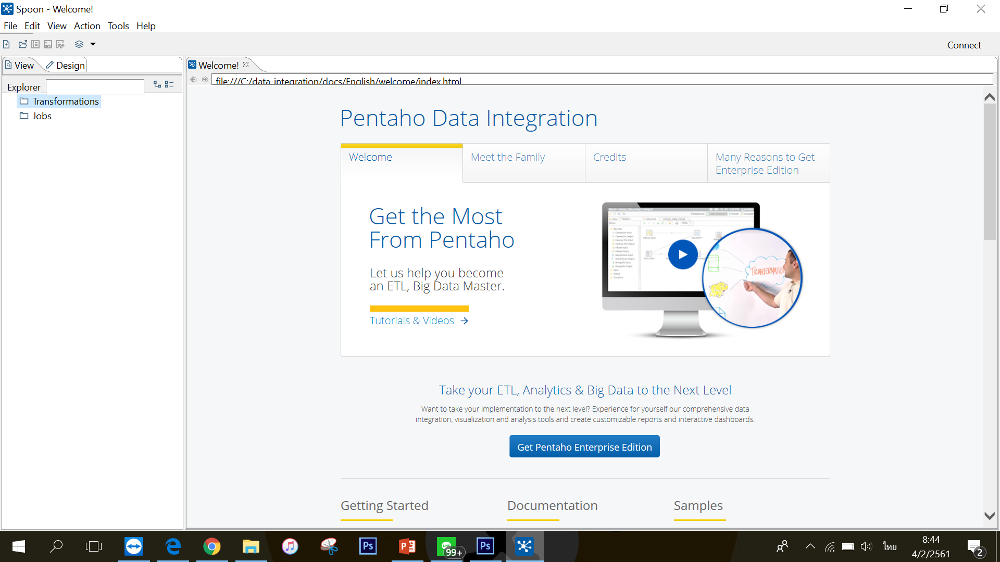 Spoon - Welcome!
File Edit View Action Tools Help
Connect
View Design
Welcome!
Explorer
file:///C:/data-integration/docs/English/welcome/index.html
Transformations
Jobs
Pentaho Data Integration
Welcome
Meet the Family
Credits
Many Reasons to Get
Enterprise Edition
Get the Most
From Pentaho
Let us help you become
an ETL, Big Data Master.
Tutorials & Videos
TRANSFORMATION
Take your ETL, Analytics & Big Data to the Next Level
Want to take your implementation to the next level? Experience for yourself our comprehensive data
integration, visualization and analysis tools and create customizable reports and interactive dashboards.
Get Pentaho Enterprise Edition
Getting Started
Documentation
Samples
Ps
P
LINE
99+
Ps
ไทย
8:44
4/2/2561
2